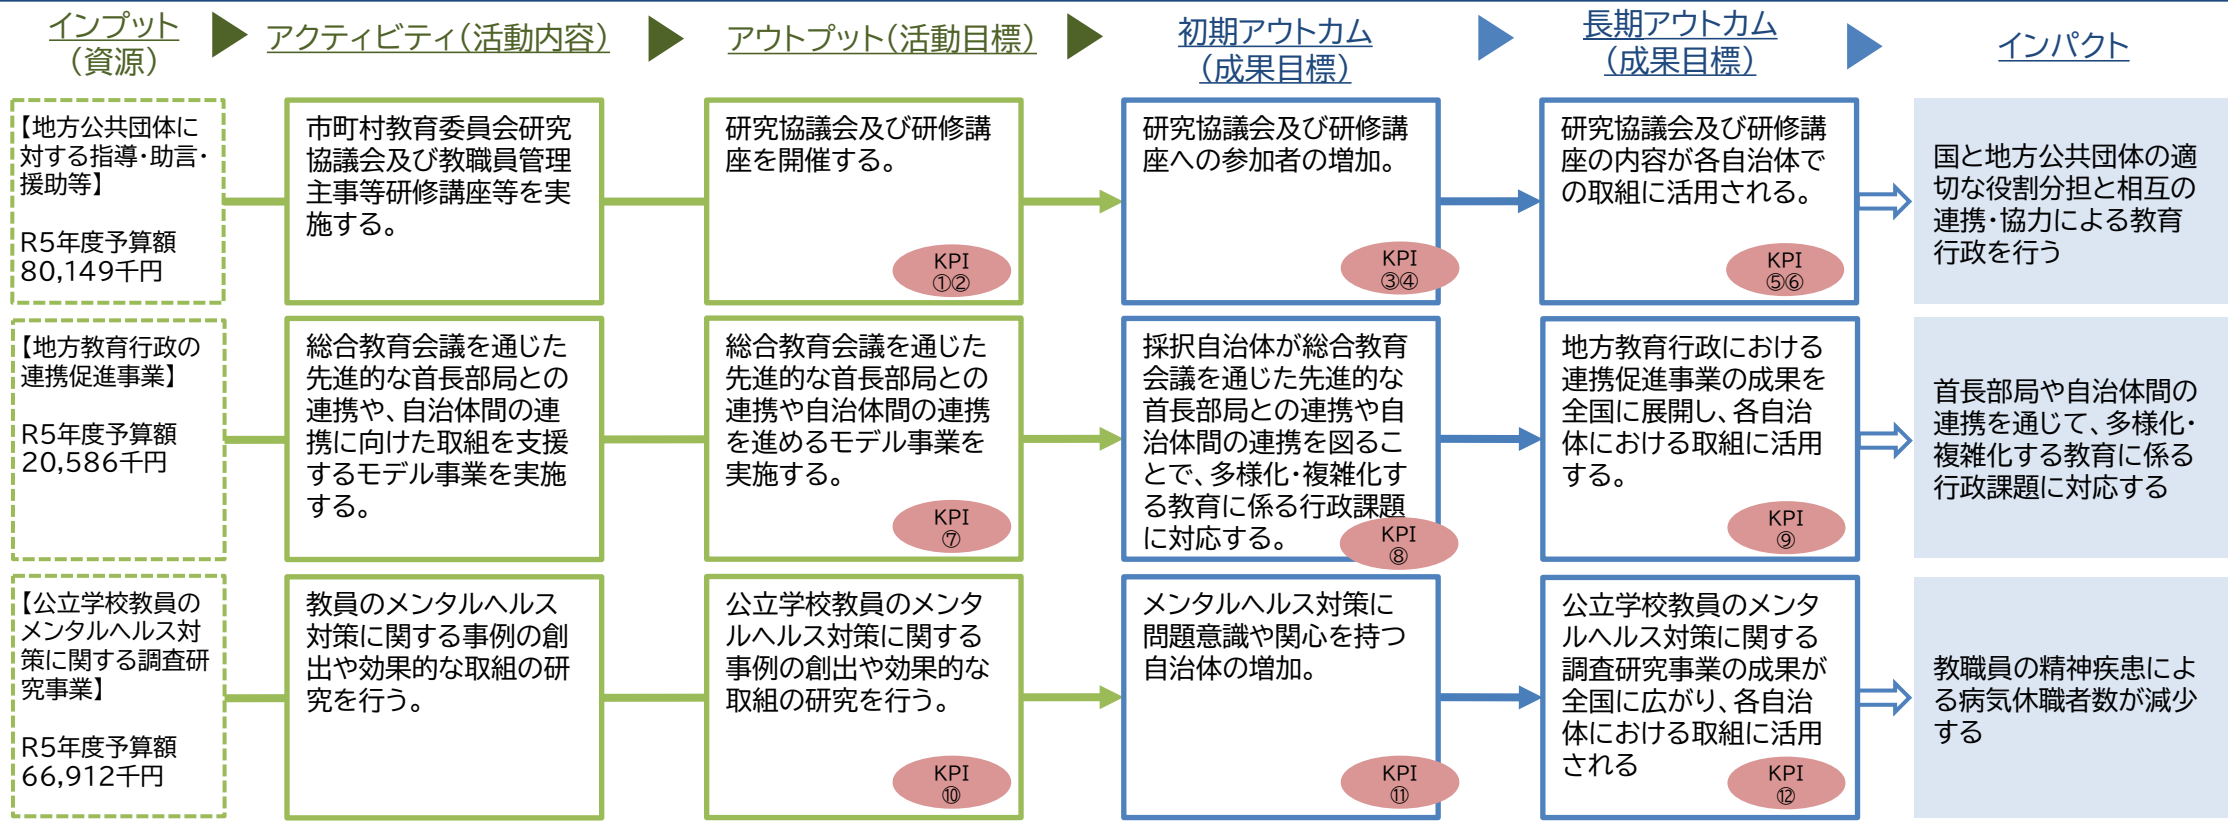 インプット
（資源）
アクティビティ（活動内容）
アウトプット（活動目標）
初期アウトカム
（成果目標）
長期アウトカム
（成果目標）
インパクト
【地方公共団体に
対する指導・助言・
援助等】
R5年度予算額
80,149千円
市町村教育委員会研究
協議会及び教職員管理
主事等研修講座等を実
施する。
研究協議会及び研修講
座を開催する。
KPI
①②
研究協議会及び研修講
座への参加者の増加。
KPI
③④
研究協議会及び研修講
座の内容が各自治体で
の取組に活用される。
KPI
⑤⑥
国と地方公共団体の適
切な役割分担と相互の
連携・協力による教育
行政を行う
【地方教育行政の
連携促進事業】
R5年度予算額
20,586千円
総合教育会議を通じた
先進的な首長部局との
連携や、自治体間の連
携に向けた取組を支援
するモデル事業を実施
する。
総合教育会議を通じた
先進的な首長部局との
連携や自治体間の連携
を進めるモデル事業を
実施する。
KPI
⑦
採択自治体が総合教育
会議を通じた先進的な
首長部局との連携や自
治体間の連携を図るこ
とで、多様化・複雑化す
る教育に係る行政課題
に対応する。
KPI
⑧
地方教育行政における
連携促進事業の成果を
全国に展開し、各自治
体における取組に活用
する。
KPI
⑨
首長部局や自治体間の
連携を通じて、多様化・
複雑化する教育に係る
行政課題に対応する
【公立学校教員の
メンタルヘルス対
策に関する調査研
究事業】
R5年度予算額
66,912千円
教員のメンタルヘルス
対策に関する事例の創
出や効果的な取組の研
究を行う。
公立学校教員のメンタ
ルヘルス対策に関する
事例の創出や効果的な
取組の研究を行う。
KPI
⑩
メンタルヘルス対策に
問題意識や関心を持つ
自治体の増加。
KPI
⑪
公立学校教員のメンタ
ルヘルス対策に関する
調査研究事業の成果が
全国に広がり、各自治
体における取組に活用
される
KPI
⑫
教職員の精神疾患によ
る病気休職者数が減少
する